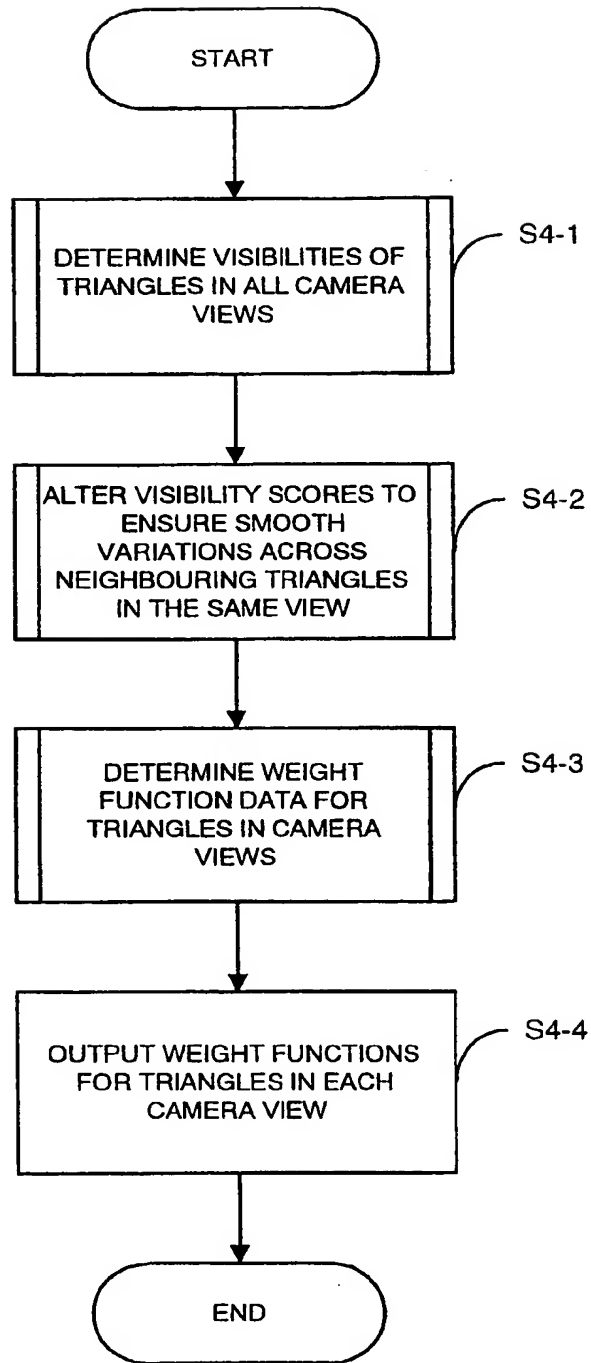 START
DETERMINE VISIBILITIES OF
TRIANGLES IN ALL CAMERA
VIEWS
S4-1
ALTER VISIBILITY SCORES TO
ENSURE SMOOTH
VARIATIONS ACROSS
NEIGHBOURING TRIANGLES
IN THE SAME VIEW
S4-2
DETERMINE WEIGHT
FUNCTION DATA FOR
TRIANGLES IN CAMERA
VIEWS
S4-3
OUTPUT WEIGHT FUNCTIONS
FOR TRIANGLES IN EACH
CAMERA VIEW
S4-4
END